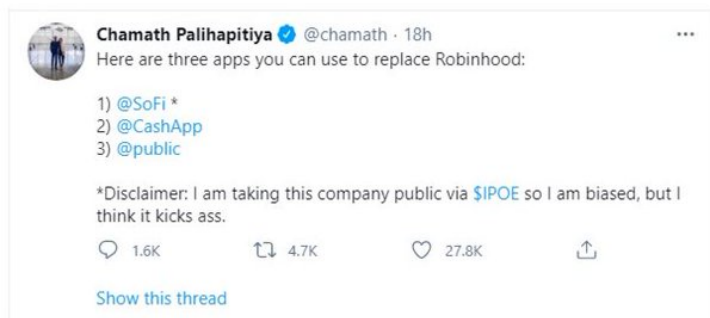 Chamath Palihapitiya @chamath · 18h
Here are three apps you can use to replace Robinhood:
1) @SoFi *
2) @CashApp
3) @public
*Disclaimer: I am taking this company public via $IPOE so I am biased, but I
think it kicks ass.
1.6K 4.7K 27.8K
Show this thread